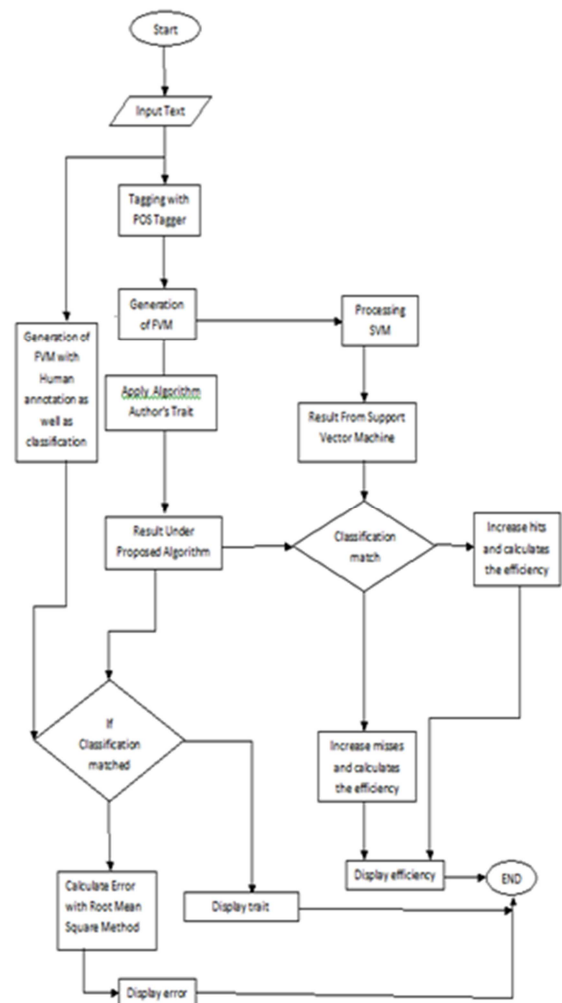 Start
Input Text
Tagging with
POS Tagger
Generation
of FVM
Processing
SVM
Generation of
FVM with
Human
annotation as
well as
classification
Apply Algorithm
Author's Trait
Result From Support
Vector Machine
Result Under
Proposed Algorithm
Classification
match
Increase hits
and calculates
the efficiency
If
Classification
matched
Increase misses
and calculates
the efficiency
Calculate Error
with Root Mean
Square Method
Display trait
Display efficiency
END
Display error